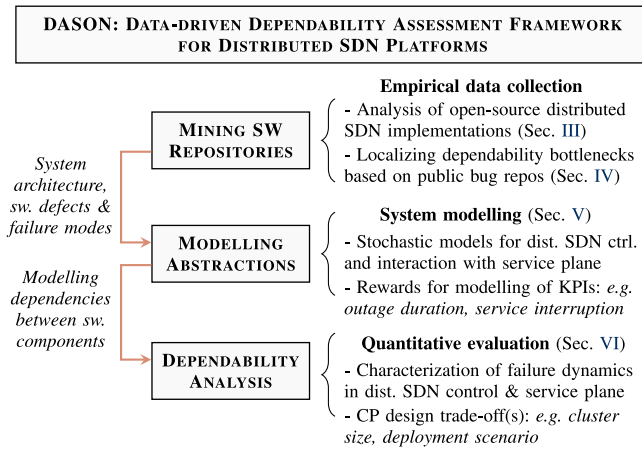 DASON: DATA-DRIVEN DEPENDABILITY ASSESSMENT FRAMEWORK
FOR DISTRIBUTED SDN PLATFORMS
MINING SW
REPOSITORIES
Empirical data collection
- Analysis of open-source distributed
SDN implementations (Sec. III)
- Localizing dependability bottlenecks
based on public bug repos (Sec. IV)
System
architecture,
sw. defects &
failure modes
MODELLING
ABSTRACTIONS
System modelling (Sec. V)
- Stochastic models for dist. SDN ctrl.
and interaction with service plane
- Rewards for modelling of KPIs: e.g.
outage duration, service interruption
Modelling
dependencies
between sw.
components
DEPENDABILITY
ANALYSIS
Quantitative evaluation (Sec. VI)
- Characterization of failure dynamics
in dist. SDN control & service plane
- CP design trade-off(s): e.g. cluster
size, deployment scenario